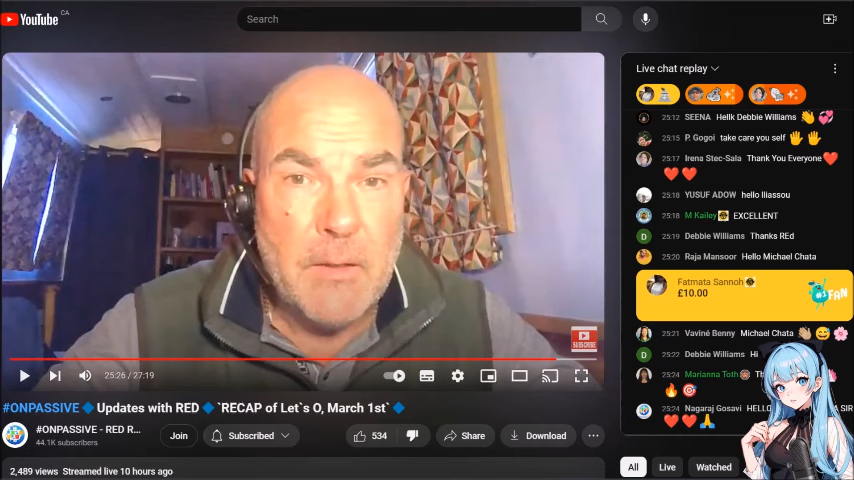 YouTube CA
Search
Live chat replay
25:12 SEENA Hellk Debbie Williams
25:15 P. Gogoi take care you self
25:17 Irena Stec-Sala Thank You Everyone
25:18 YUSUF ADOW hello Iliassou
25:18 M Kailey EXCELLENT
25:19 Debbie Williams Thanks REd
25:20 Raja Mansoor Hello Michael Chata
Fatmata Sannoh
£10.00
#1 FAN
25:21 Vaviné Benny Michael Chata
25:22 Debbie Williams Hi
25:24 Marianna Toth
25:24 Nagaraj Gosavi HELLO
A SIR
SUBSCRIBE
25:26 / 27:19
#ONPASSIVE Updates with RED `RECAP of Let`s O, March 1st`
#ONPASSIVE - RED R...
44.1K subscribers
Join
Subscribed
534
Share
Download
2,489 views Streamed live 10 hours ago
All
Live
Watched